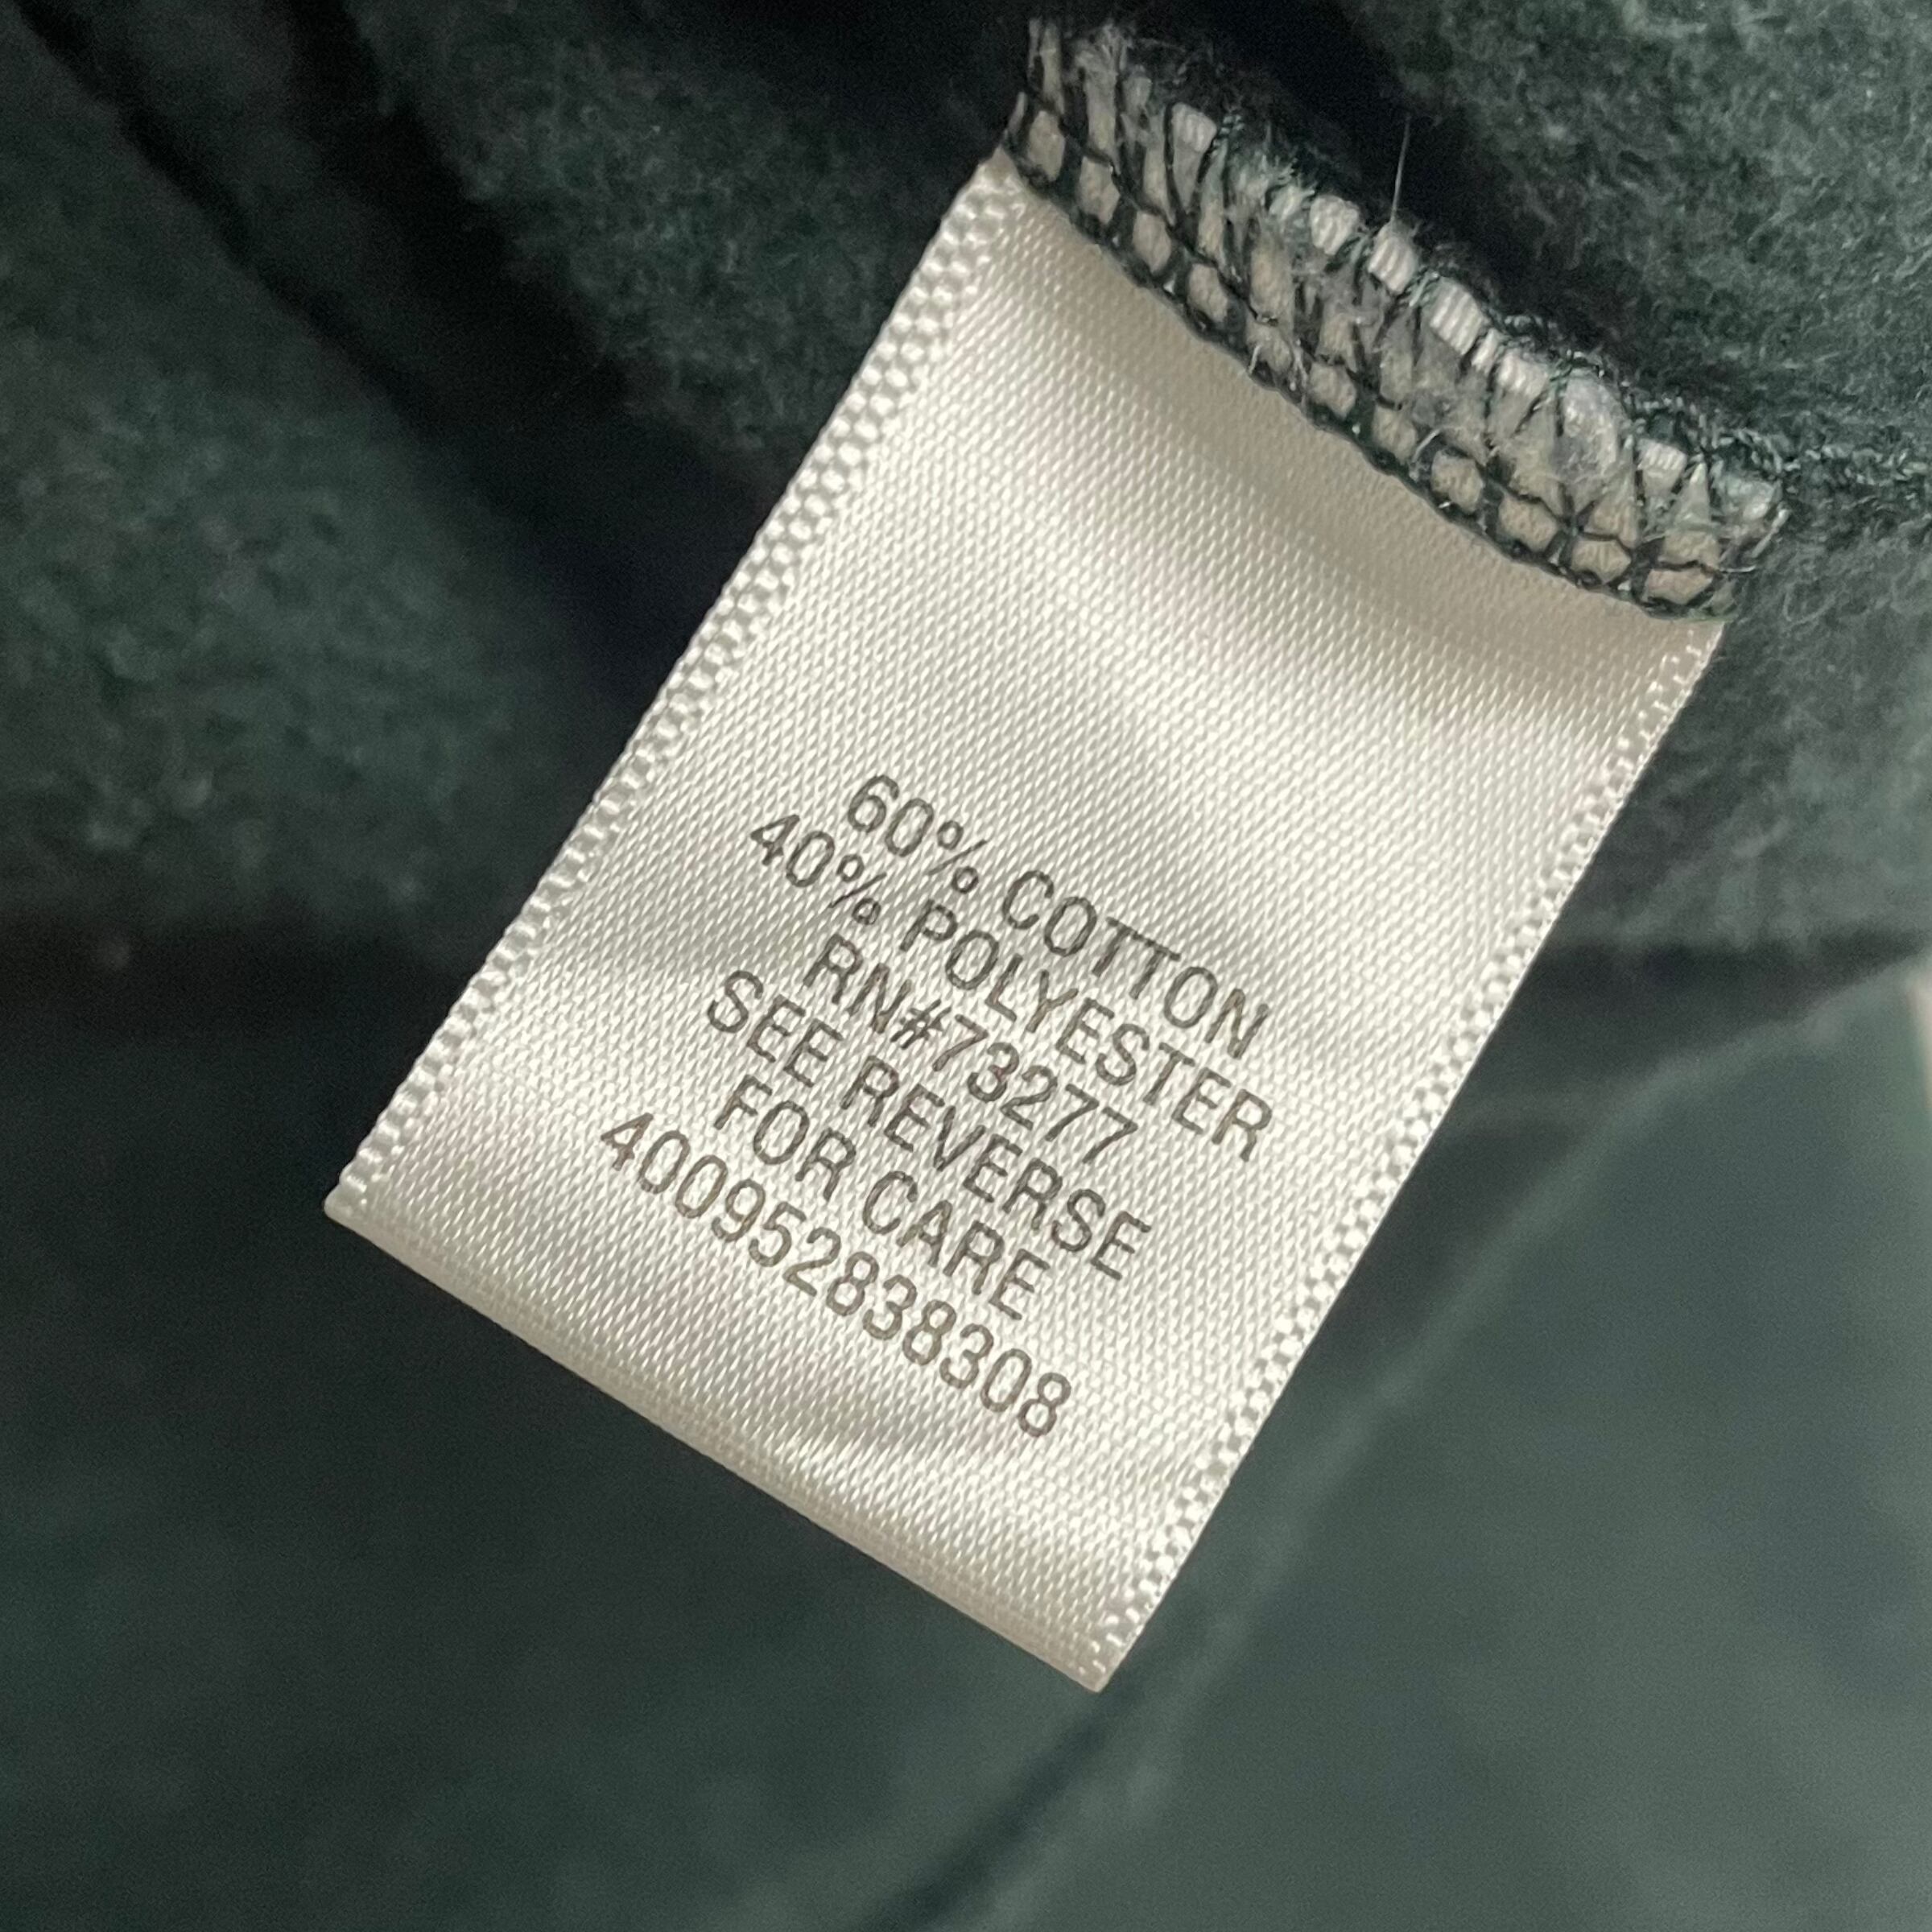 60% COTTON
40% POLYESTER
RN#73277
SEE REVERSE
FOR CARE
400952838308